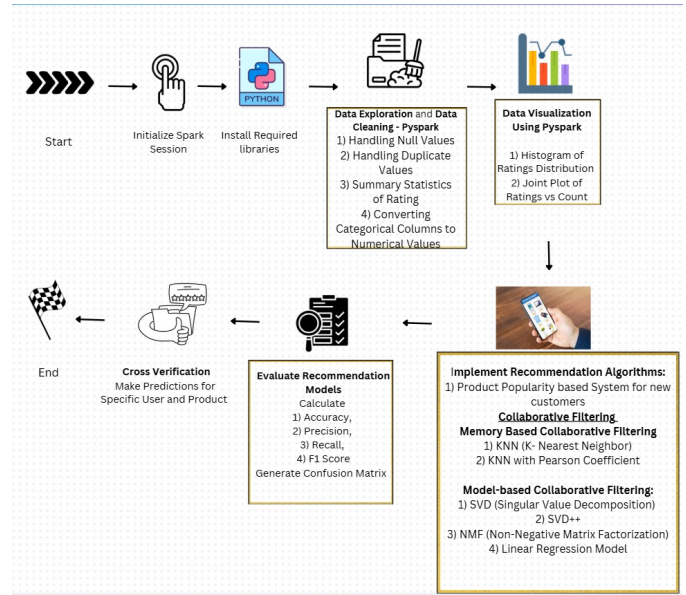 Start
Initialize Spark
Session
PYTHON
Install Required
libraries
Data Exploration and Data
Cleaning - Pyspark
1) Handling Null Values
2) Handling Duplicate
Values
3) Summary Statistics
of Rating
4) Converting
Categorical Columns to
Numerical Values
Data Visualization
Using Pyspark
1) Histogram of
Ratings Distribution
2) Joint Plot of
Ratings vs Count
Implement Recommendation Algorithms:
1) Product Popularity based System for new
customers
Collaborative Filtering
Memory Based Collaborative Filtering
1) KNN (K- Nearest Neighbor)
2) KNN with Pearson Coefficient
Model-based Collaborative Filtering:
1) SVD (Singular Value Decomposition)
2) SVD++
3) NMF (Non-Negative Matrix Factorization)
4) Linear Regression Model
Evaluate Recommendation
Models
Calculate
1) Accuracy,
2) Precision,
3) Recall,
4) F1 Score
Generate Confusion Matrix
Cross Verification
Make Predictions for
Specific User and Product
End